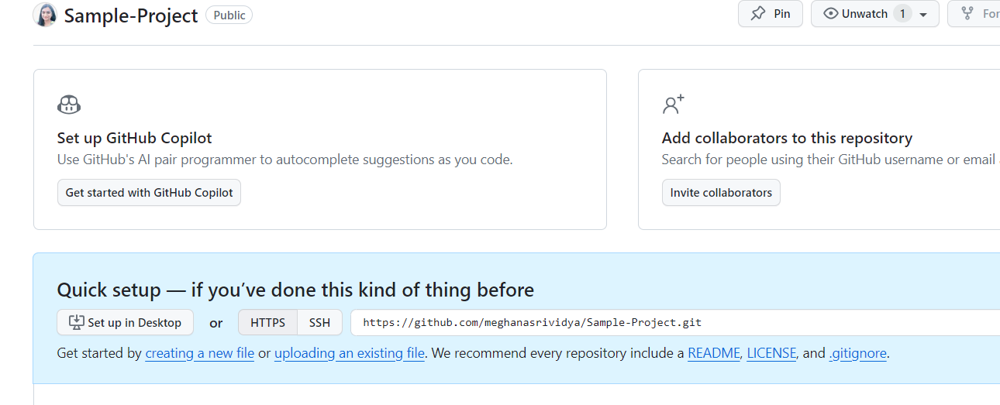 Sample-Project Public
Pin
Unwatch 1
Set up GitHub Copilot
Use GitHub's AI pair programmer to autocomplete suggestions as you code.
Get started with GitHub Copilot
Add collaborators to this repository
Search for people using their GitHub username or email
Invite collaborators
Quick setup — if you’ve done this kind of thing before
Set up in Desktop or HTTPS SSH https://github.com/meghanasrividya/Sample-Project.git
Get started by creating a new file or uploading an existing file. We recommend every repository include a README, LICENSE, and .gitignore.